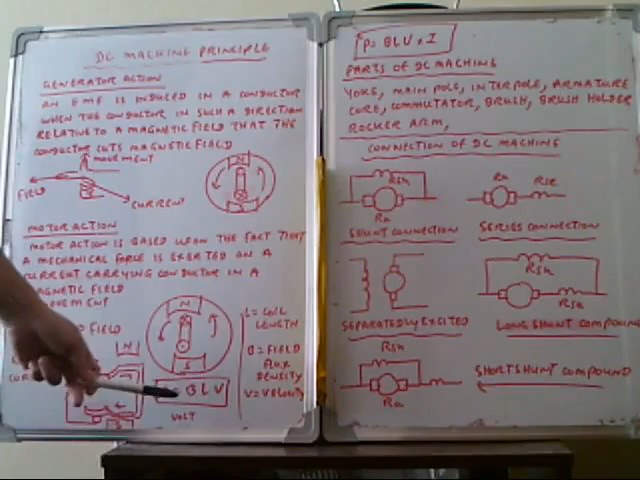 DC MACHINE PRINCIPLE
GENERATOR ACTION
AN EMF IS INDUCED IN A CONDUCTOR
WHEN THE CONDUCTOR IN SUCH A DIRECTION
RELATIVE TO A MAGNETIC FIELD THAT THE
CONDUCTOR CUTS MAGNETIC FIELD
MOVEMENT
FIELD
CURRENT
N
MOTOR ACTION
MOTOR ACTION IS BASED UPON THE FACT THAT
A MECHANICAL FORCE IS EXERTED ON A
CURRENT CARRYING CONDUCTOR IN A
MAGNETIC FIELD
FIELD
N
N
S
= BLV
VOLT
L = COIL
LENGTH
B = FIELD
FLUX
DENSITY
V = VELOCITY
P = BLV x I
PARTS OF DC MACHINE
YOKE, MAIN POLE, INTERPOLE, ARMATURE
CORE, COMMUTATOR, BRUSH, BRUSH HOLDER
ROCKER ARM,
CONNECTION OF DC MACHINE
Rsh
Ra
SHUNT CONNECTION
Ra
Rse
SERIES CONNECTION
SEPARATELY EXCITED
Rsh
Rsh
LONG SHUNT COMPOUND
Rsh
Ra
SHORT SHUNT COMPOUND